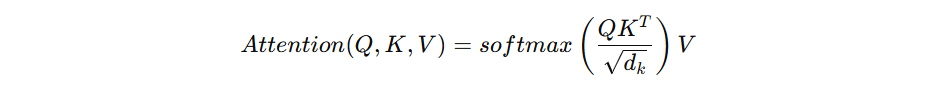 Attention(Q, K, V) = softmax(QK^T / √d_k)V